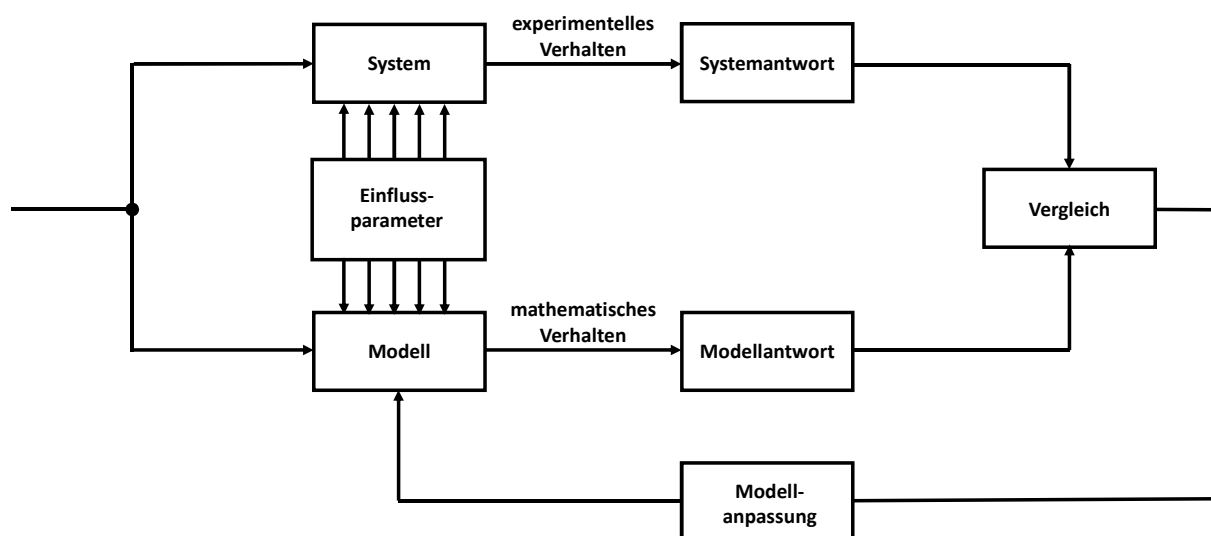 experimentelles
Verhalten
System
Systemantwort
Einfluss-
parameter
Vergleich
mathematisches
Verhalten
Modell
Modellantwort
Modell-
anpassung